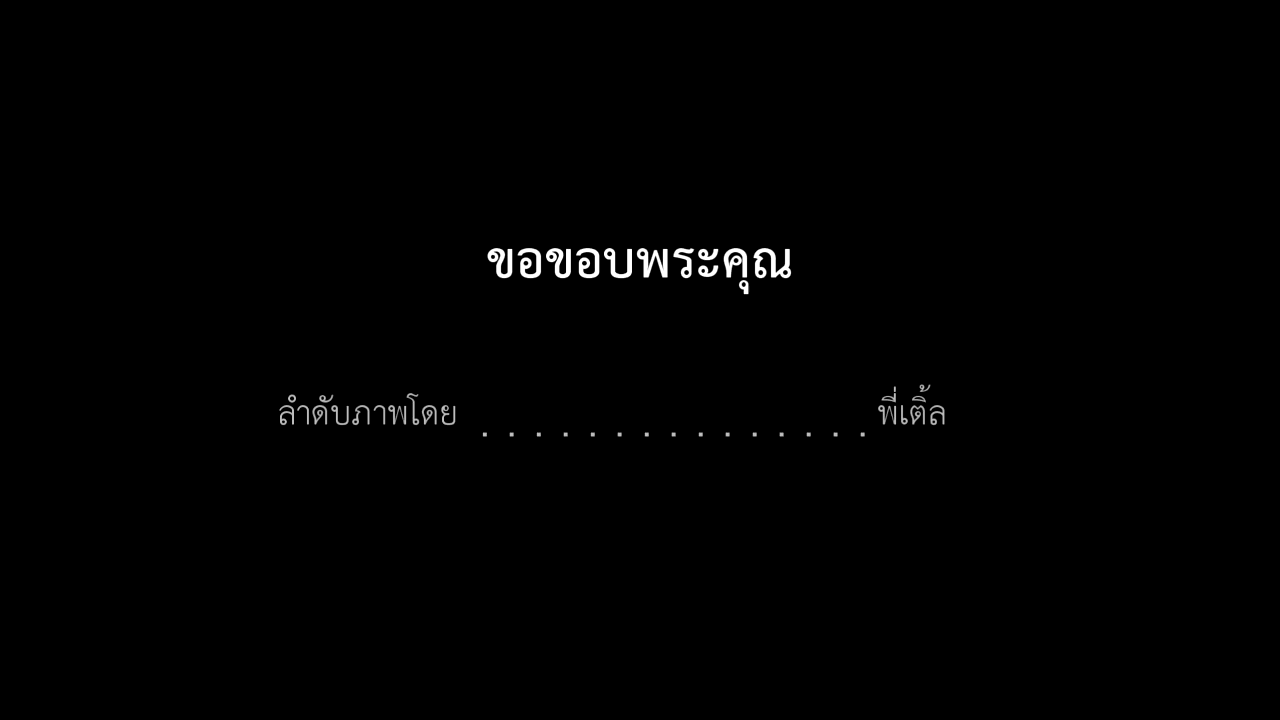 ขอขอบพระคุณ
ลำดับภาพโดย . . . . . . . . . . . . . . . พี่เติ้ล